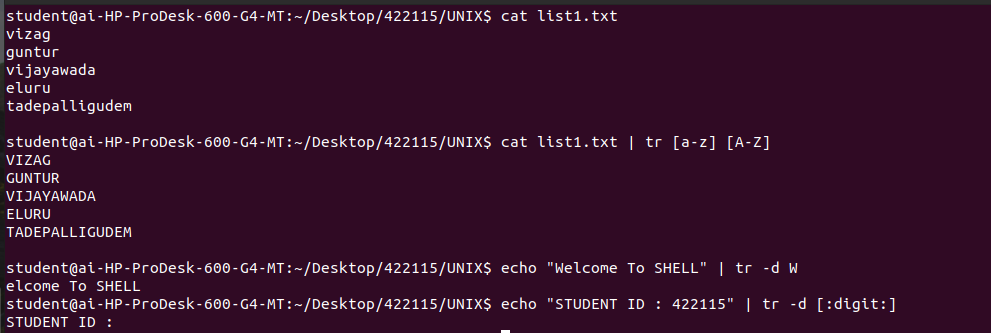 student@ai-HP-ProDesk-600-G4-MT:~/Desktop/422115/UNIX$ cat list1.txt
vizag
guntur
vijayawada
eluru
tadepalligudem
student@ai-HP-ProDesk-600-G4-MT:~/Desktop/422115/UNIX$ cat list1.txt | tr [a-z] [A-Z]
VIZAG
GUNTUR
VIJAYAWADA
ELURU
TADEPALLIGUDEM
student@ai-HP-ProDesk-600-G4-MT:~/Desktop/422115/UNIX$ echo "Welcome To SHELL" | tr -d W
elcome To SHELL
student@ai-HP-ProDesk-600-G4-MT:~/Desktop/422115/UNIX$ echo "STUDENT ID : 422115" | tr -d [:digit:]
STUDENT ID :